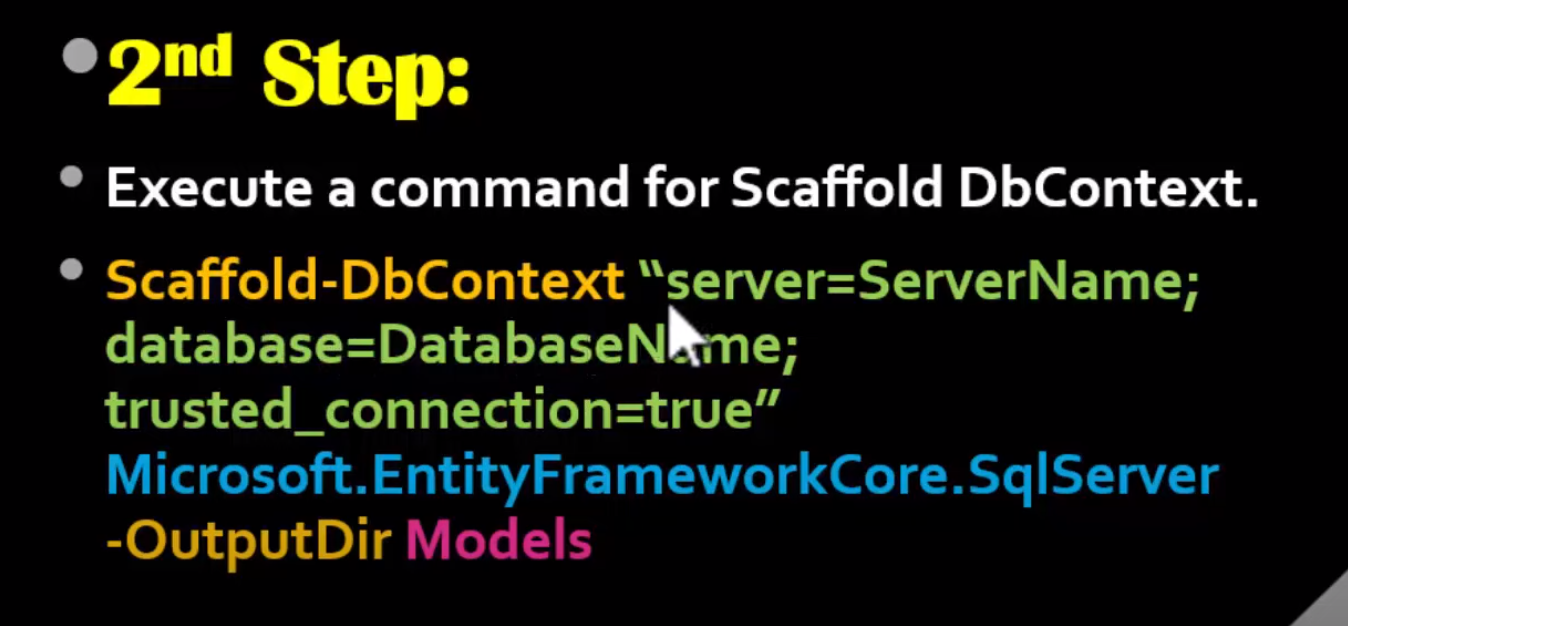 2nd Step:
Execute a command for Scaffold DbContext.
Scaffold-DbContext “server=ServerName;
database=DatabaseName;
trusted_connection=true”
Microsoft.EntityFrameworkCore.SqlServer
-OutputDir Models